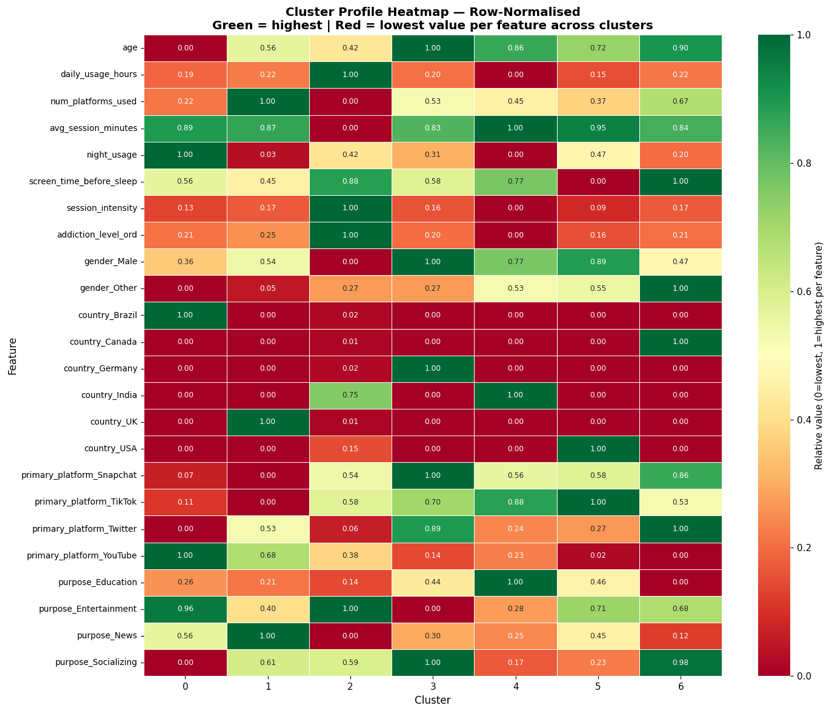 Cluster Profile Heatmap — Row-Normalised
Green = highest | Red = lowest value per feature across clusters
age 0.00 0.56 0.42 1.00 0.86 0.72 0.90
daily_usage_hours 0.19 0.22 1.00 0.20 0.00 0.15 0.22
num_platforms_used 0.22 1.00 0.00 0.53 0.45 0.37 0.67
avg_session_minutes 0.89 0.87 0.00 0.83 1.00 0.95 0.84
night_usage 1.00 0.03 0.42 0.31 0.00 0.47 0.20
screen_time_before_sleep 0.56 0.45 0.88 0.58 0.77 0.00 1.00
session_intensity 0.13 0.17 1.00 0.16 0.00 0.09 0.17
addiction_level_ord 0.21 0.25 1.00 0.20 0.00 0.16 0.21
gender_Male 0.36 0.54 0.00 1.00 0.77 0.89 0.47
gender_Other 0.00 0.05 0.27 0.27 0.53 0.55 1.00
country_Brazil 1.00 0.00 0.02 0.00 0.00 0.00 0.00
country_Canada 0.00 0.00 0.01 0.00 0.00 0.00 1.00
country_Germany 0.00 0.00 0.02 1.00 0.00 0.00 0.00
country_India 0.00 0.00 0.75 0.00 1.00 0.00 0.00
country_UK 0.00 1.00 0.01 0.00 0.00 0.00 0.00
country_USA 0.00 0.00 0.15 0.00 0.00 1.00 0.00
primary_platform_Snapchat 0.07 0.00 0.54 1.00 0.56 0.58 0.86
primary_platform_TikTok 0.11 0.00 0.58 0.70 0.88 1.00 0.53
primary_platform_Twitter 0.00 0.53 0.06 0.89 0.24 0.27 1.00
primary_platform_YouTube 1.00 0.68 0.38 0.14 0.23 0.02 0.00
purpose_Education 0.26 0.21 0.14 0.44 1.00 0.46 0.00
purpose_Entertainment 0.96 0.40 1.00 0.00 0.28 0.71 0.68
purpose_News 0.56 1.00 0.00 0.30 0.25 0.45 0.12
purpose_Socializing 0.00 0.61 0.59 1.00 0.17 0.23 0.98
0 1 2 3 4 5 6
Cluster
Feature
1.0
0.8
0.6
0.4
0.2
0.0
Relative value (0=lowest, 1=highest per feature)